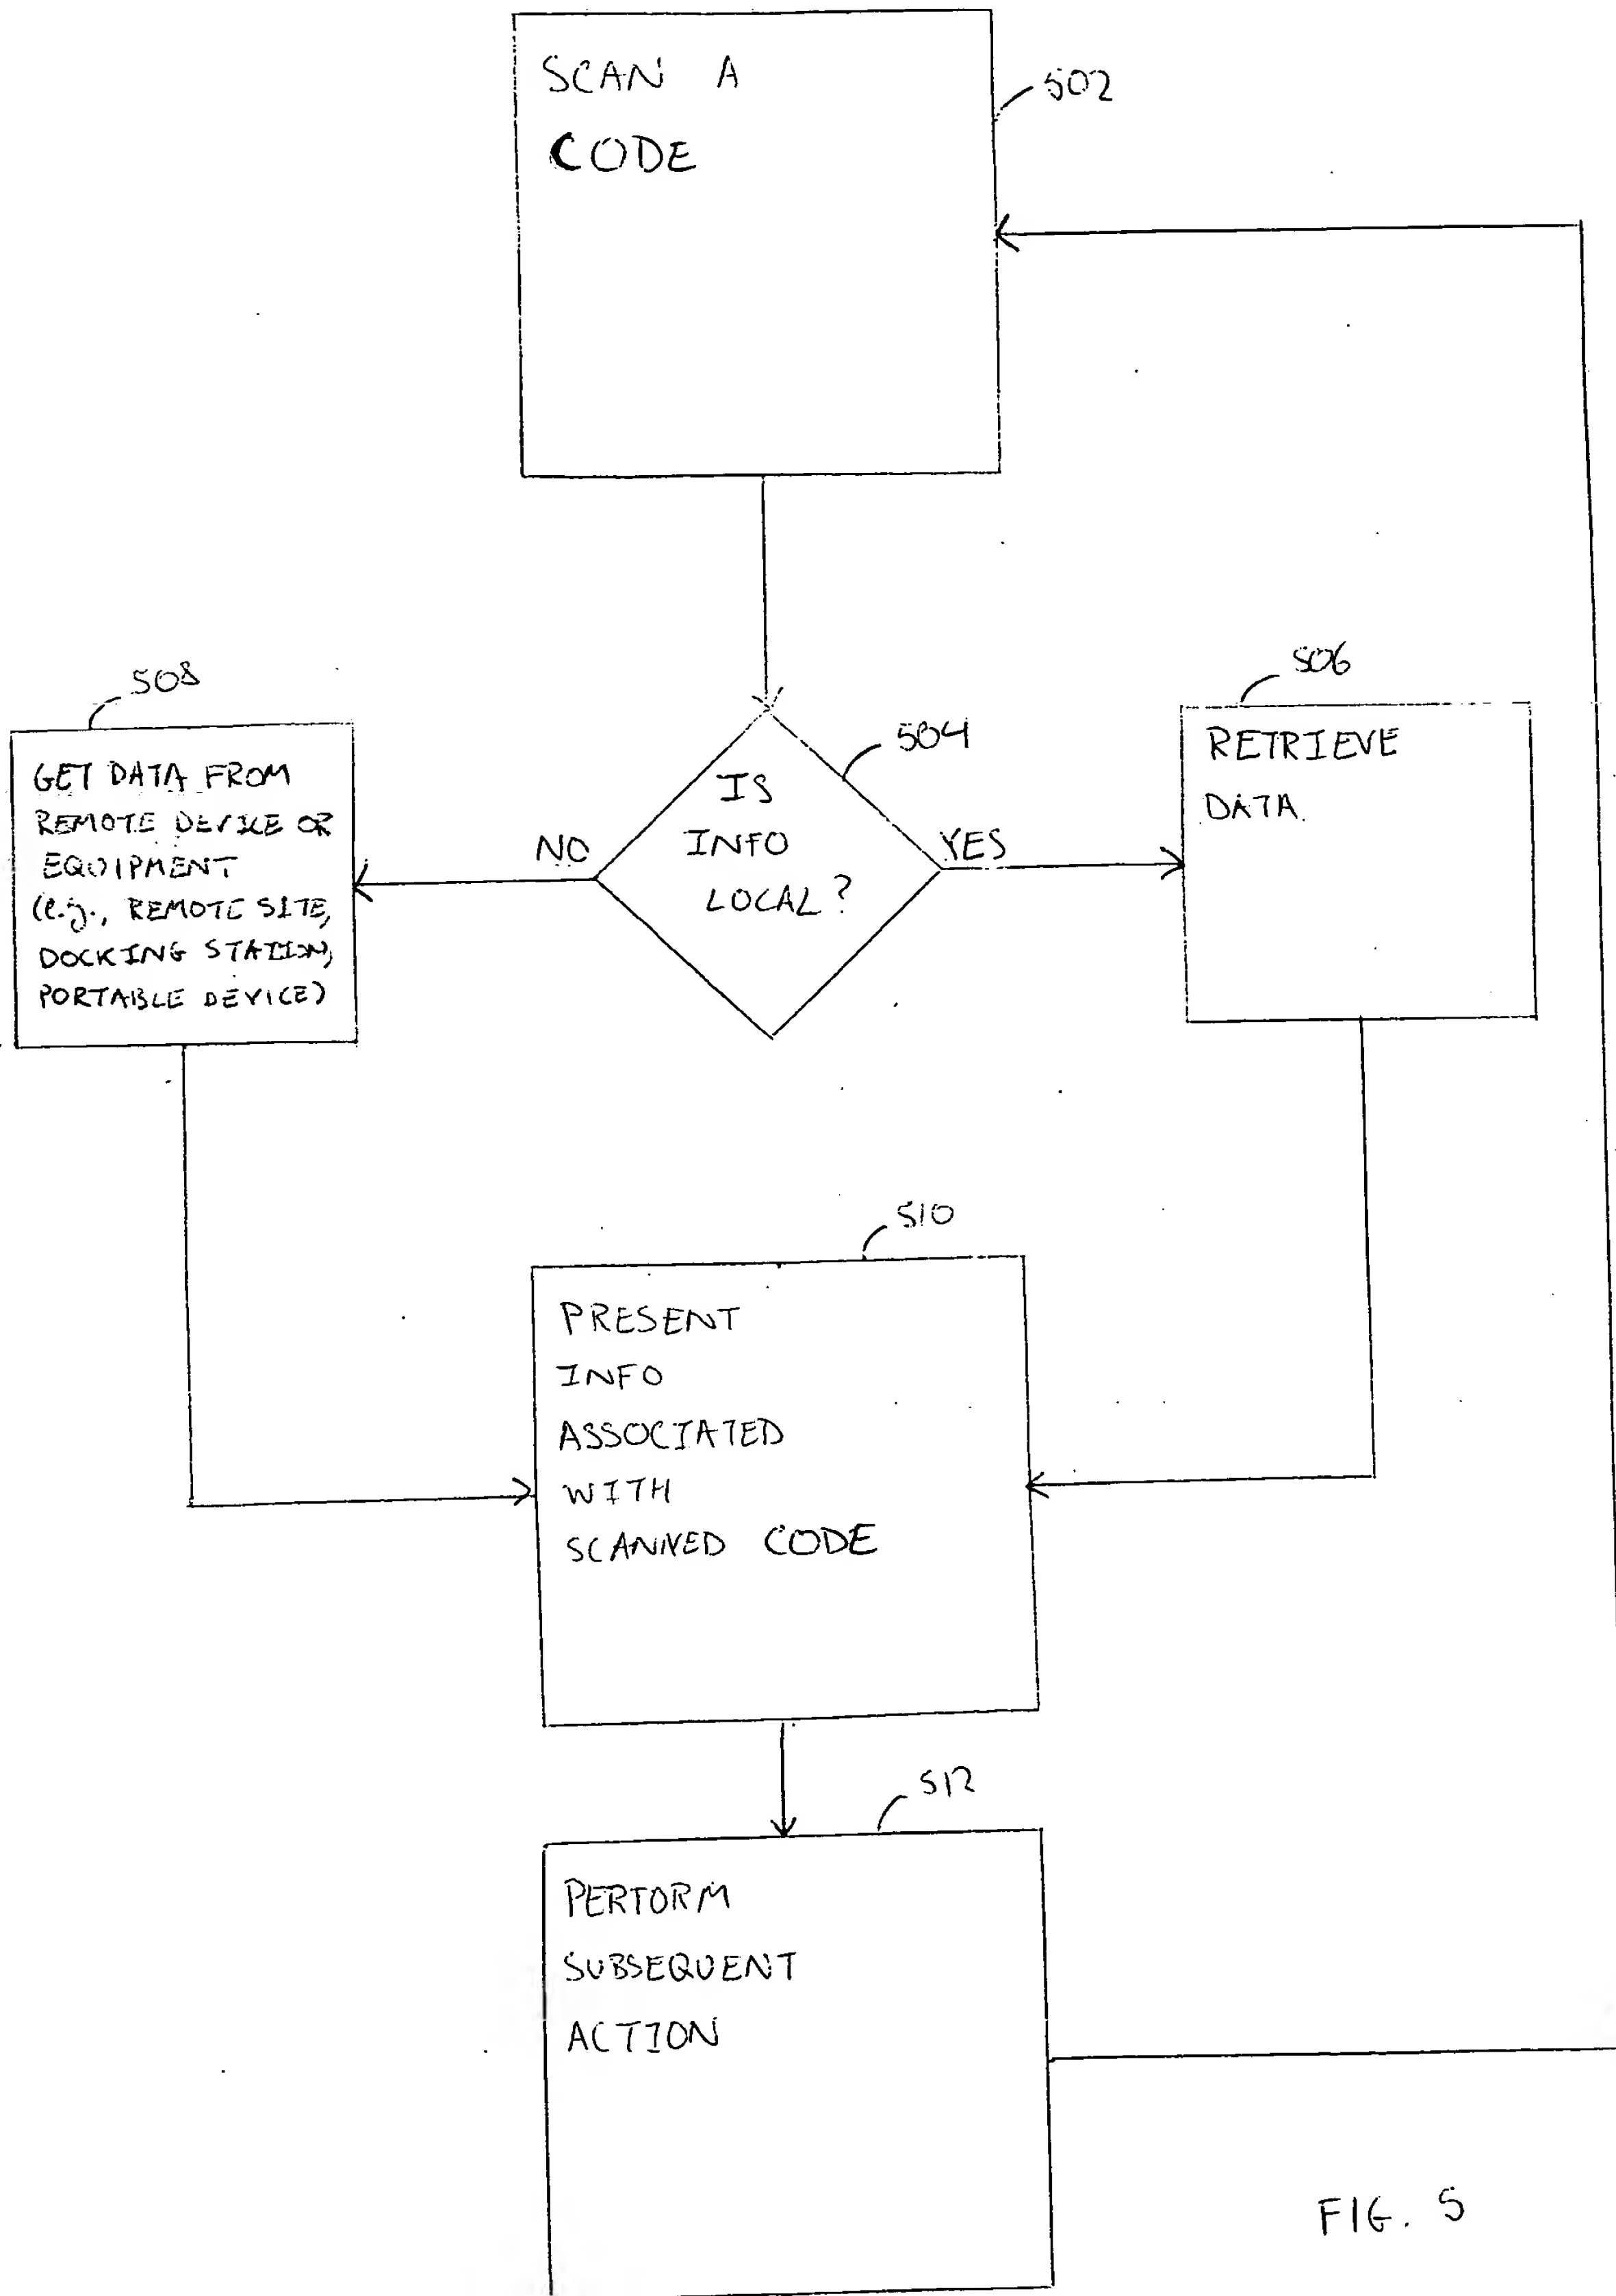 SCAN A
CODE
502
508
506
504
GET DATA FROM
REMOTE DEVICE OR
EQUIPMENT
(e.g., REMOTE SITE,
DOCKING STATION,
PORTABLE DEVICE)
NO
IS
INFO
LOCAL?
YES
RETRIEVE
DATA
510
PRESENT
INFO
ASSOCIATED
WITH
SCANNED CODE
512
PERFORM
SUBSEQUENT
ACTION
FIG. 5